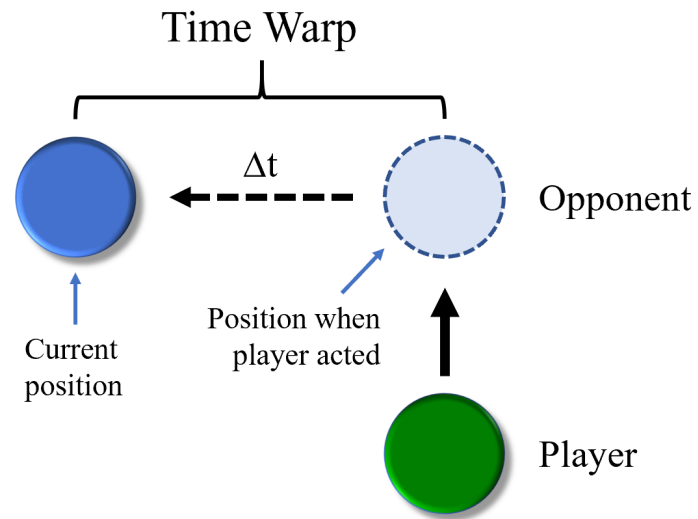 Time Warp
Δt
Opponent
Position when
player acted
Current
position
Player